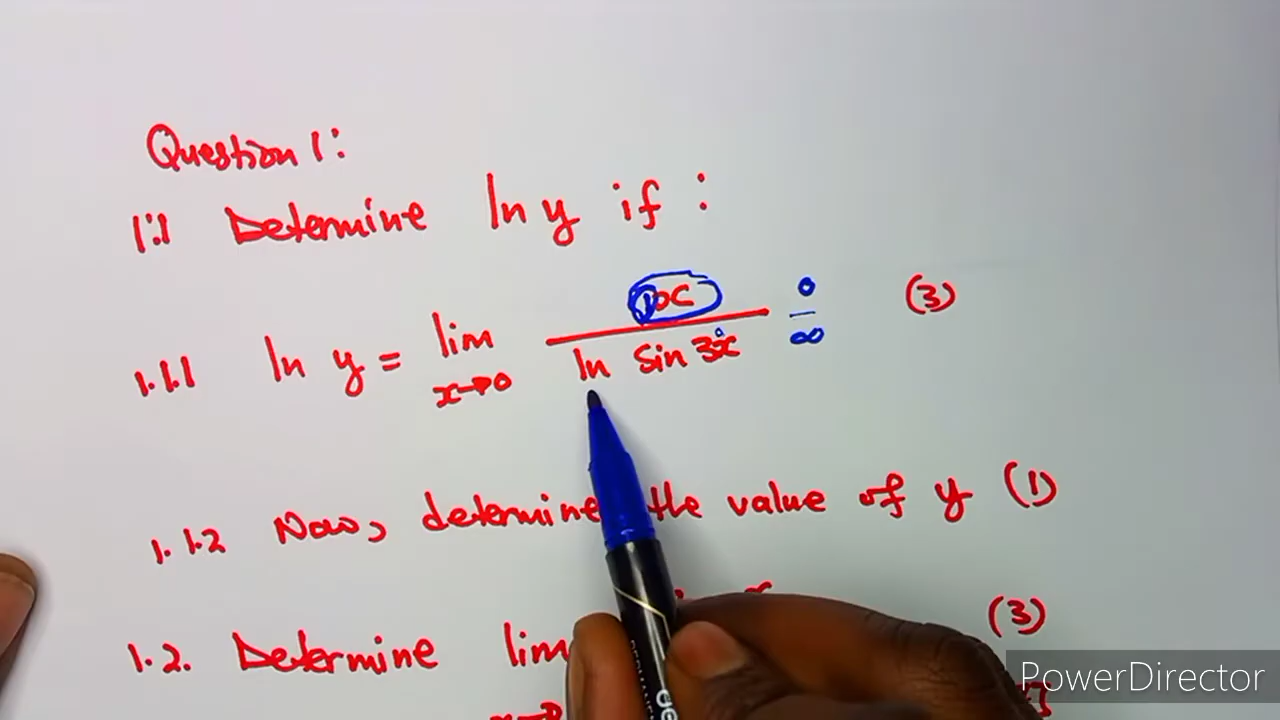 Question 1:
1.1 Determine ln y if :
1.1.1 ln y = lim x→0 x / ln sin 3x 0/∞ (3)
1.1.2 Now, determine the value of y (1)
1.2. Determine lim (3)
PowerDirector